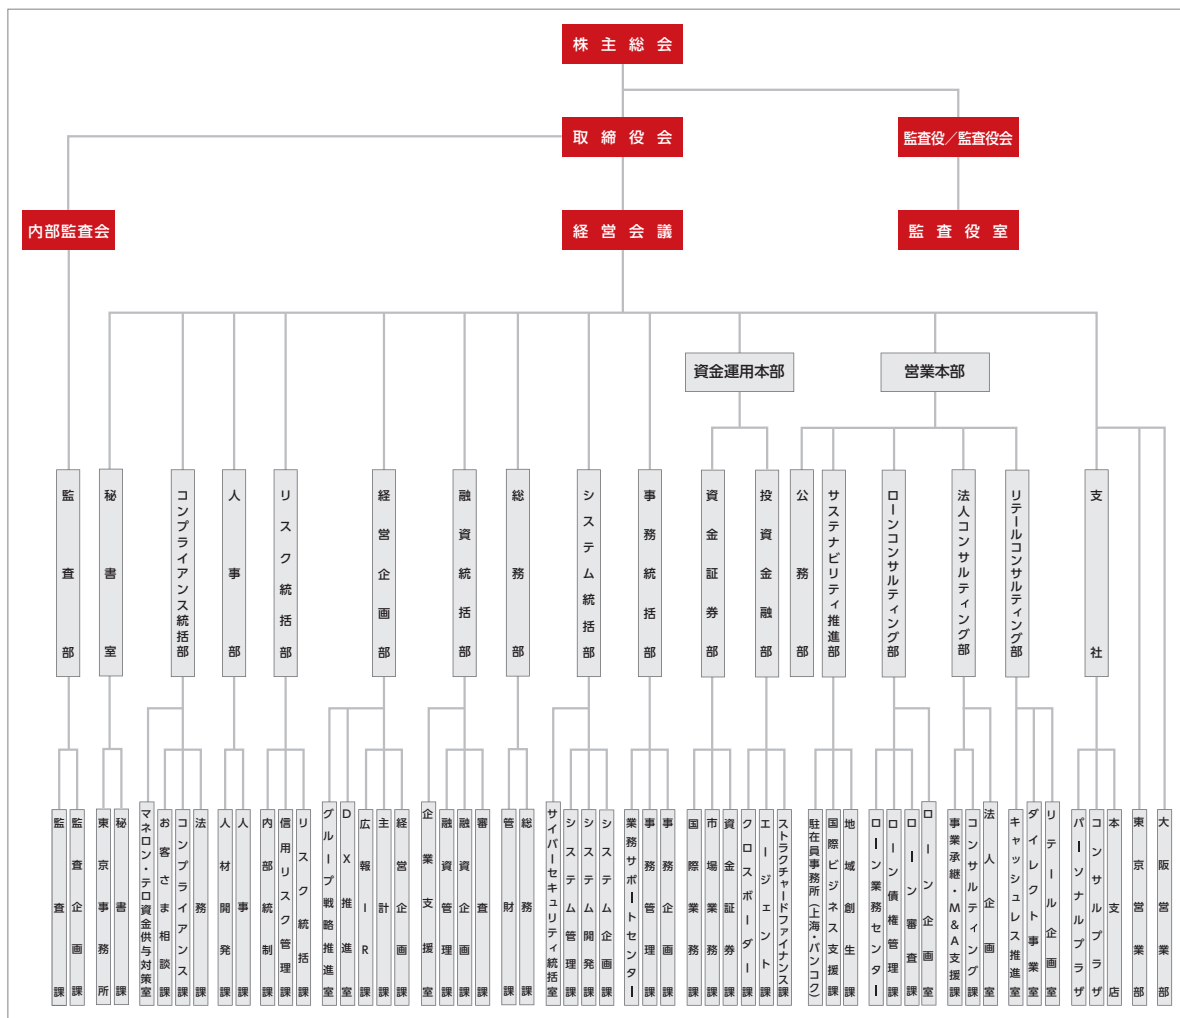 株主総会
取締役会
監査役／監査役会
内部監査会
経営会議
監査役室
資金運用本部
営業本部
監査部
秘書室
コンプライアンス統括部
人事部
リスク統括部
経営企画部
融資統括部
総務部
システム統括部
事務統括部
資金証券部
投資金融部
公務部
サステナビリティ推進部
ローンコンサルティング部
法人コンサルティング部
リテールコンサルティング部
支社
監査課
監査企画課
東京事務所
秘書課
マネロン・テロ資金供与対策室
お客さま相談課
コンプライアンス課
法務課
人材開発課
人事課
内部統制課
信用リスク管理課
リスク統括課
グループ戦略推進室
DX推進室
広報IR課
主計課
経営企画課
企業支援室
融資管理課
融資企画課
審査課
管財課
総務課
サイバーセキュリティ統括室
システム管理課
システム開発課
システム企画課
業務サポートセンター
事務管理課
事務企画課
国際業務課
市場業務課
資金証券課
クロスボーダー課
エージェント課
ストラクチャードファイナンス課
駐在員事務所（上海・バンコク）
国際ビジネス支援課
地域創生課
ローン業務センター
ローン債権管理課
ローン審査課
ローン企画室
事業承継・M&A支援課
コンサルティング課
法人企画室
キャッシュレス推進室
ダイレクト事業室
リテール企画室
パーソナルプラザ
コンサルプラザ
本支店
東京営業部
大阪営業部